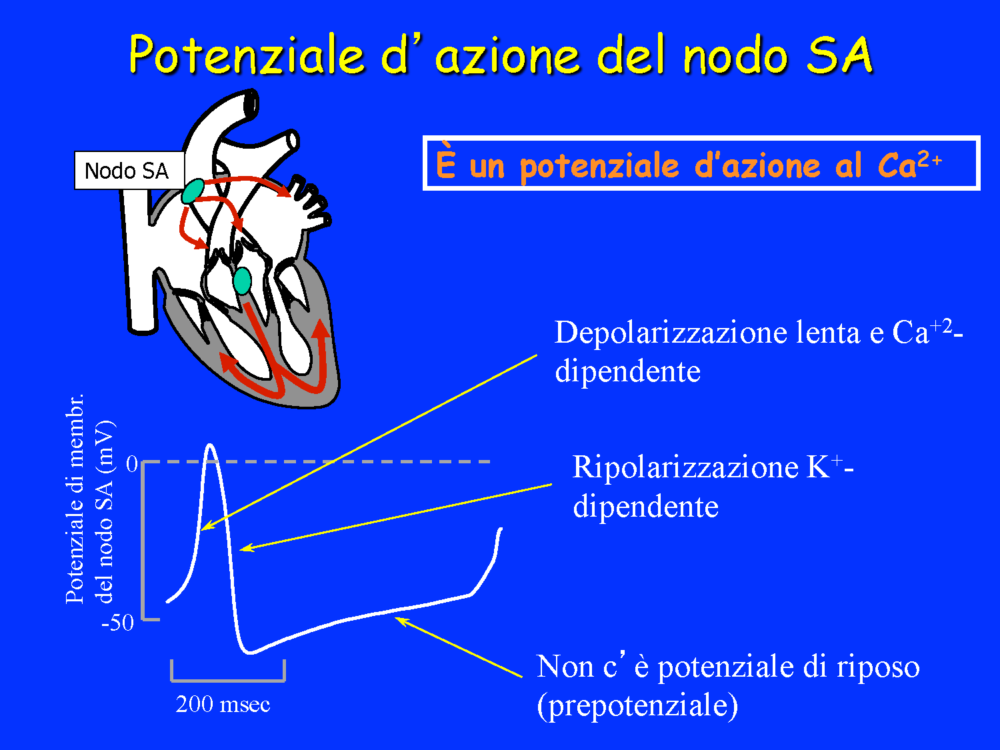 Potenziale d’azione del nodo SA
Nodo SA
È un potenziale d’azione al Ca²⁺
Depolarizzazione lenta e Ca⁺²-
dipendente
Potenziale di membr.
del nodo SA (mV)
0
Ripolarizzazione K⁺-
dipendente
-50
Non c’è potenziale di riposo
(prepotenziale)
200 msec